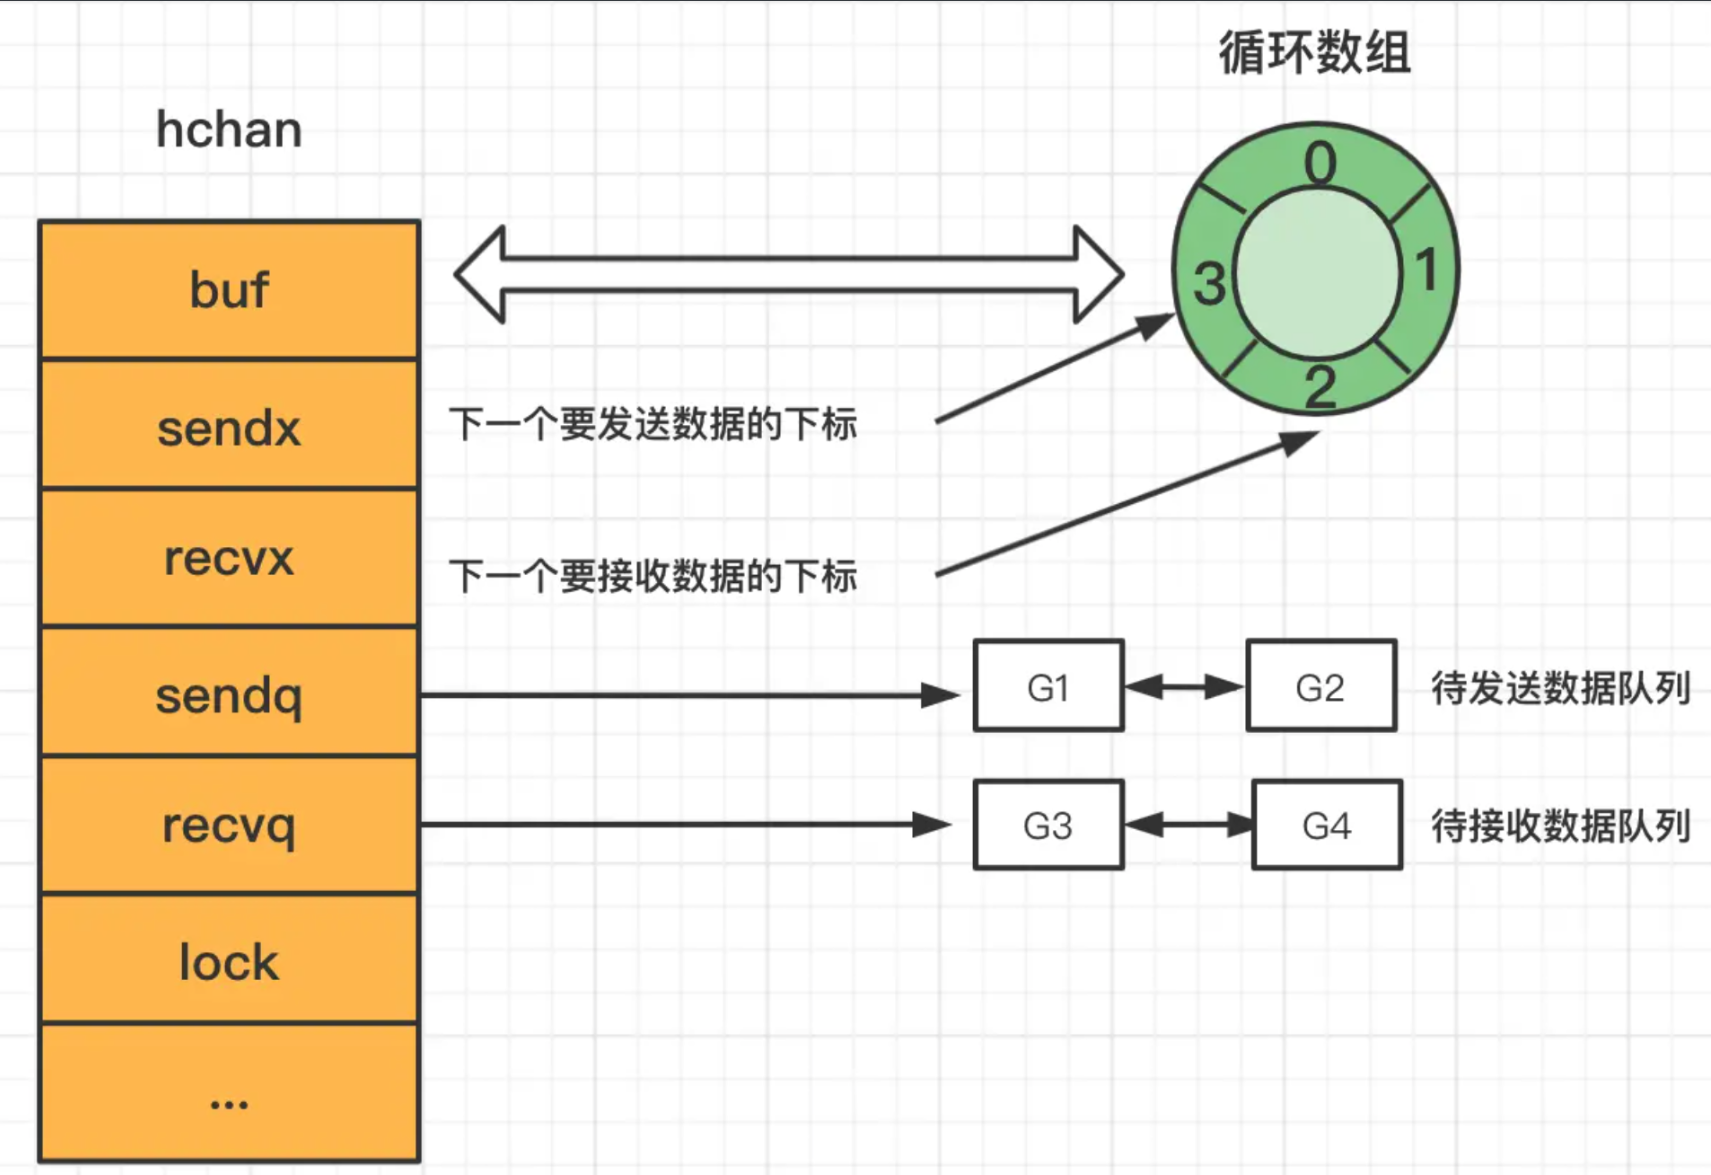 循环数组
hchan
0
1
2
3
buf
sendx
下一个要发送数据的下标
recvx
下一个要接收数据的下标
sendq
G1
G2
待发送数据队列
recvq
G3
G4
待接收数据队列
lock
...